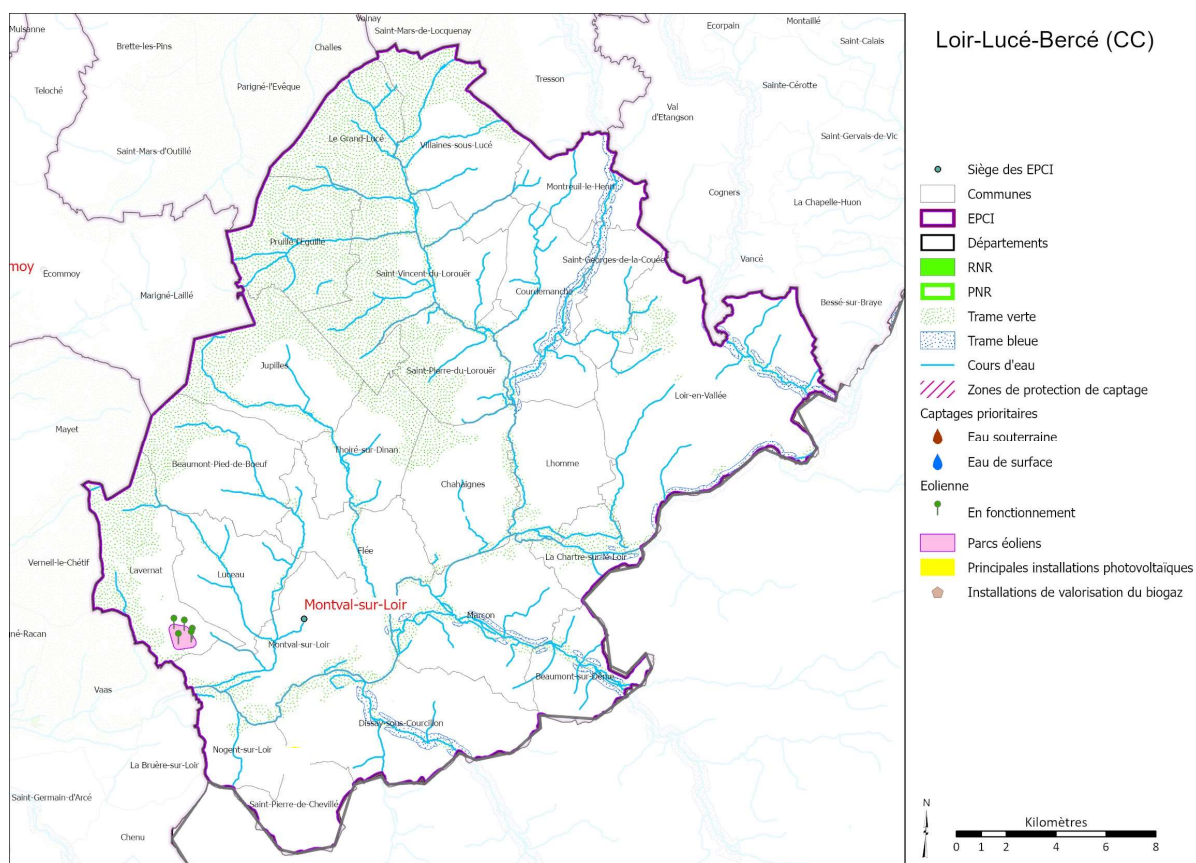 Loir-Lucé-Bercé (CC)
Mulsanne
Volnay
Saint-Mars-de-Locquenay
Ecorpain
Montaillé
Brette-les-Pins
Challes
Saint-Calais
Teloché
Parigné-l'Evêque
Tresson
Sainte-Cérotte
Val
d'Etangson
Saint-Mars-d'Outillé
Le Grand-Lucé
Villaines-sous-Lucé
Saint-Gervais-de-Vic
Montreuil-le-Henri
Cogners
La Chapelle-Huon
Pruillé-l'Eguillé
Saint-Georges-de-la-Couée
Vancé
moy
Ecommoy
Saint-Vincent-du-Lorouër
Marigné-Laillé
Courdemanche
Bessé-sur-Braye
Jupilles
Saint-Pierre-du-Lorouër
Loir-en-Vallée
Mayet
Thoiré-sur-Dinan
Beaumont-Pied-de-Boeuf
Lhomme
Chahaignes
Flée
La Chartre-sur-le-Loir
Verneil-le-Chétif
Lavernat
Luceau
Montval-sur-Loir
Marçon
né-Racan
Montval-sur-Loir
Beaumont-sur-Dême
Vaas
Dissay-sous-Courcillon
Nogent-sur-Loir
La Bruère-sur-Loir
Saint-Germain-d'Arcé
Saint-Pierre-de-Chevillé
Chenu
Siège des EPCI
Communes
EPCI
Départements
RNR
PNR
Trame verte
Trame bleue
Cours d'eau
Zones de protection de captage
Captages prioritaires
Eau souterraine
Eau de surface
Eolienne
En fonctionnement
Parcs éoliens
Principales installations photovoltaïques
Installations de valorisation du biogaz
N
Kilomètres
0 1 2 4 6 8